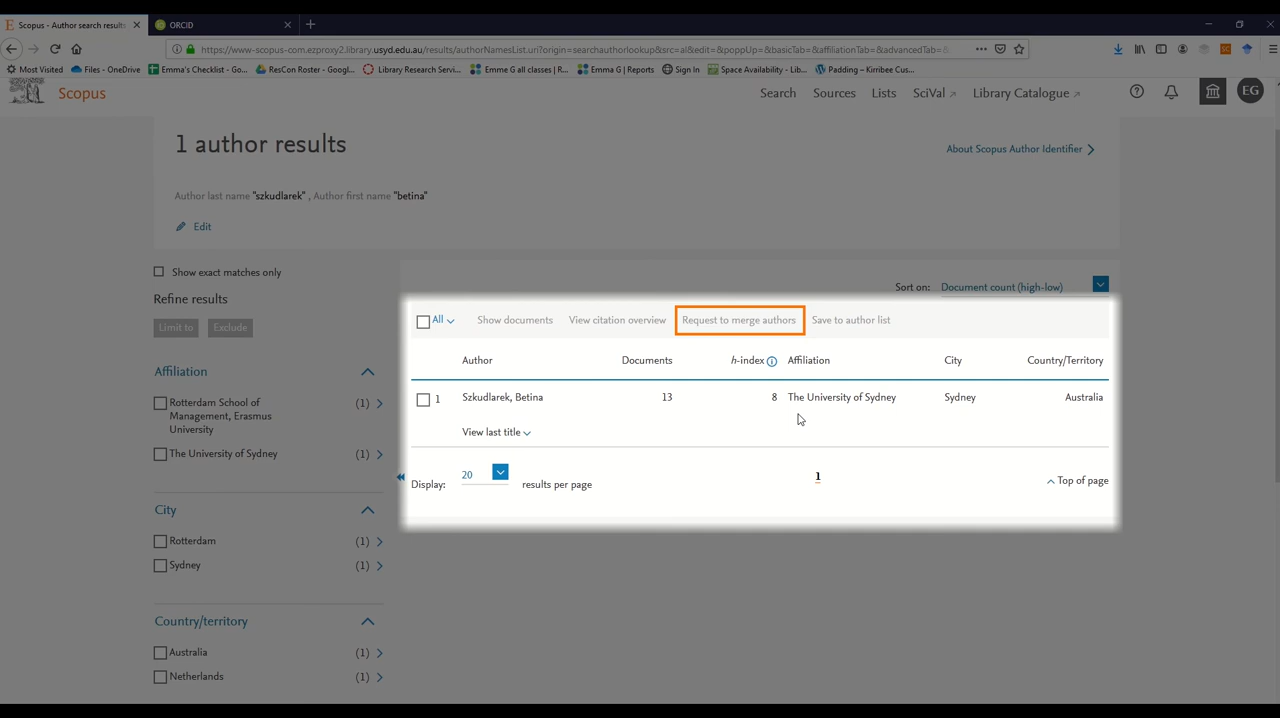 Scopus - Author search results
ORCID
https://www-scopus-com.ezproxy2.library.usyd.edu.au/results/authorNamesList.uri?origin=searchauthorlookup&src=al&edit=&poppUp=&basicTab=&affiliationTab=&advancedTab=&
Most Visited
Files - OneDrive
Emma's Checklist - Go...
ResCon Roster - Googl...
Library Research Servi...
Emme G all classes | R...
Emma G | Reports
Sign In
Space Availability - Lib...
Padding – Kirribee Cus...
Scopus
Search
Sources
Lists
SciVal
Library Catalogue
EG
1 author results
About Scopus Author Identifier
Author last name "szkudlarek" , Author first name "betina"
Edit
Show exact matches only
Refine results
Limit to
Exclude
Sort on: Document count (high-low)
All
Show documents
View citation overview
Request to merge authors
Save to author list
Author Documents h-index Affiliation City Country/Territory
1 Szkudlarek, Betina 13 8 The University of Sydney Sydney Australia
View last title
Display: 20 results per page
1
Top of page
Affiliation
Rotterdam School of (1)
Management, Erasmus
University
The University of Sydney (1)
City
Rotterdam (1)
Sydney (1)
Country/territory
Australia (1)
Netherlands (1)